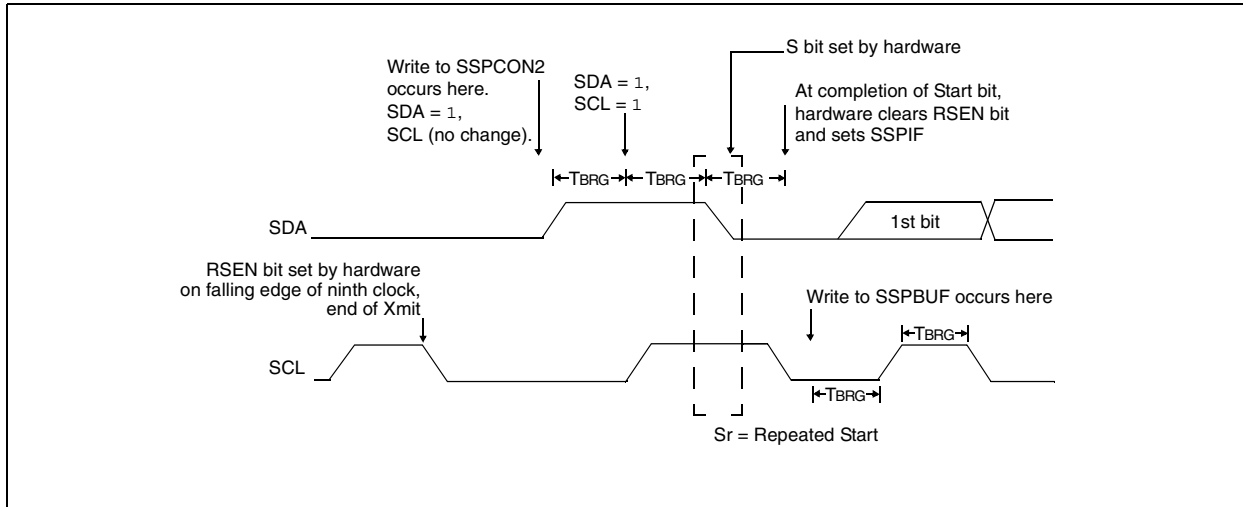 S bit set by hardware
Write to SSPCON2
occurs here.
SDA = 1,
SCL (no change).
SDA = 1,
SCL = 1
At completion of Start bit,
hardware clears RSEN bit
and sets SSPIF
TBRG
TBRG
TBRG
SDA
1st bit
RSEN bit set by hardware
on falling edge of ninth clock,
end of Xmit
Write to SSPBUF occurs here
TBRG
SCL
TBRG
Sr = Repeated Start